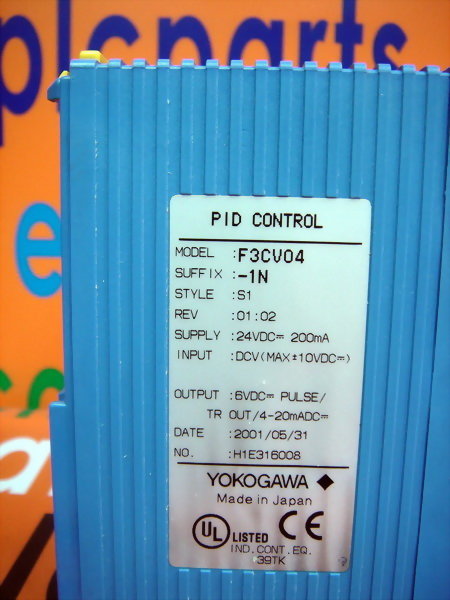 plcparts
PID CONTROL
MODEL :F3CV04
SUFFIX :-1N
STYLE :S1
REV :01:02
SUPPLY :24VDC⎓ 200mA
INPUT :DCV(MAX±10VDC⎓)
OUTPUT :6VDC⎓ PULSE/
TR OUT/4-20mADC⎓
DATE :2001/05/31
NO. :H1E316008
YOKOGAWA ◆
Made in Japan
UL LISTED CE
IND.CONT.EQ.
39TK